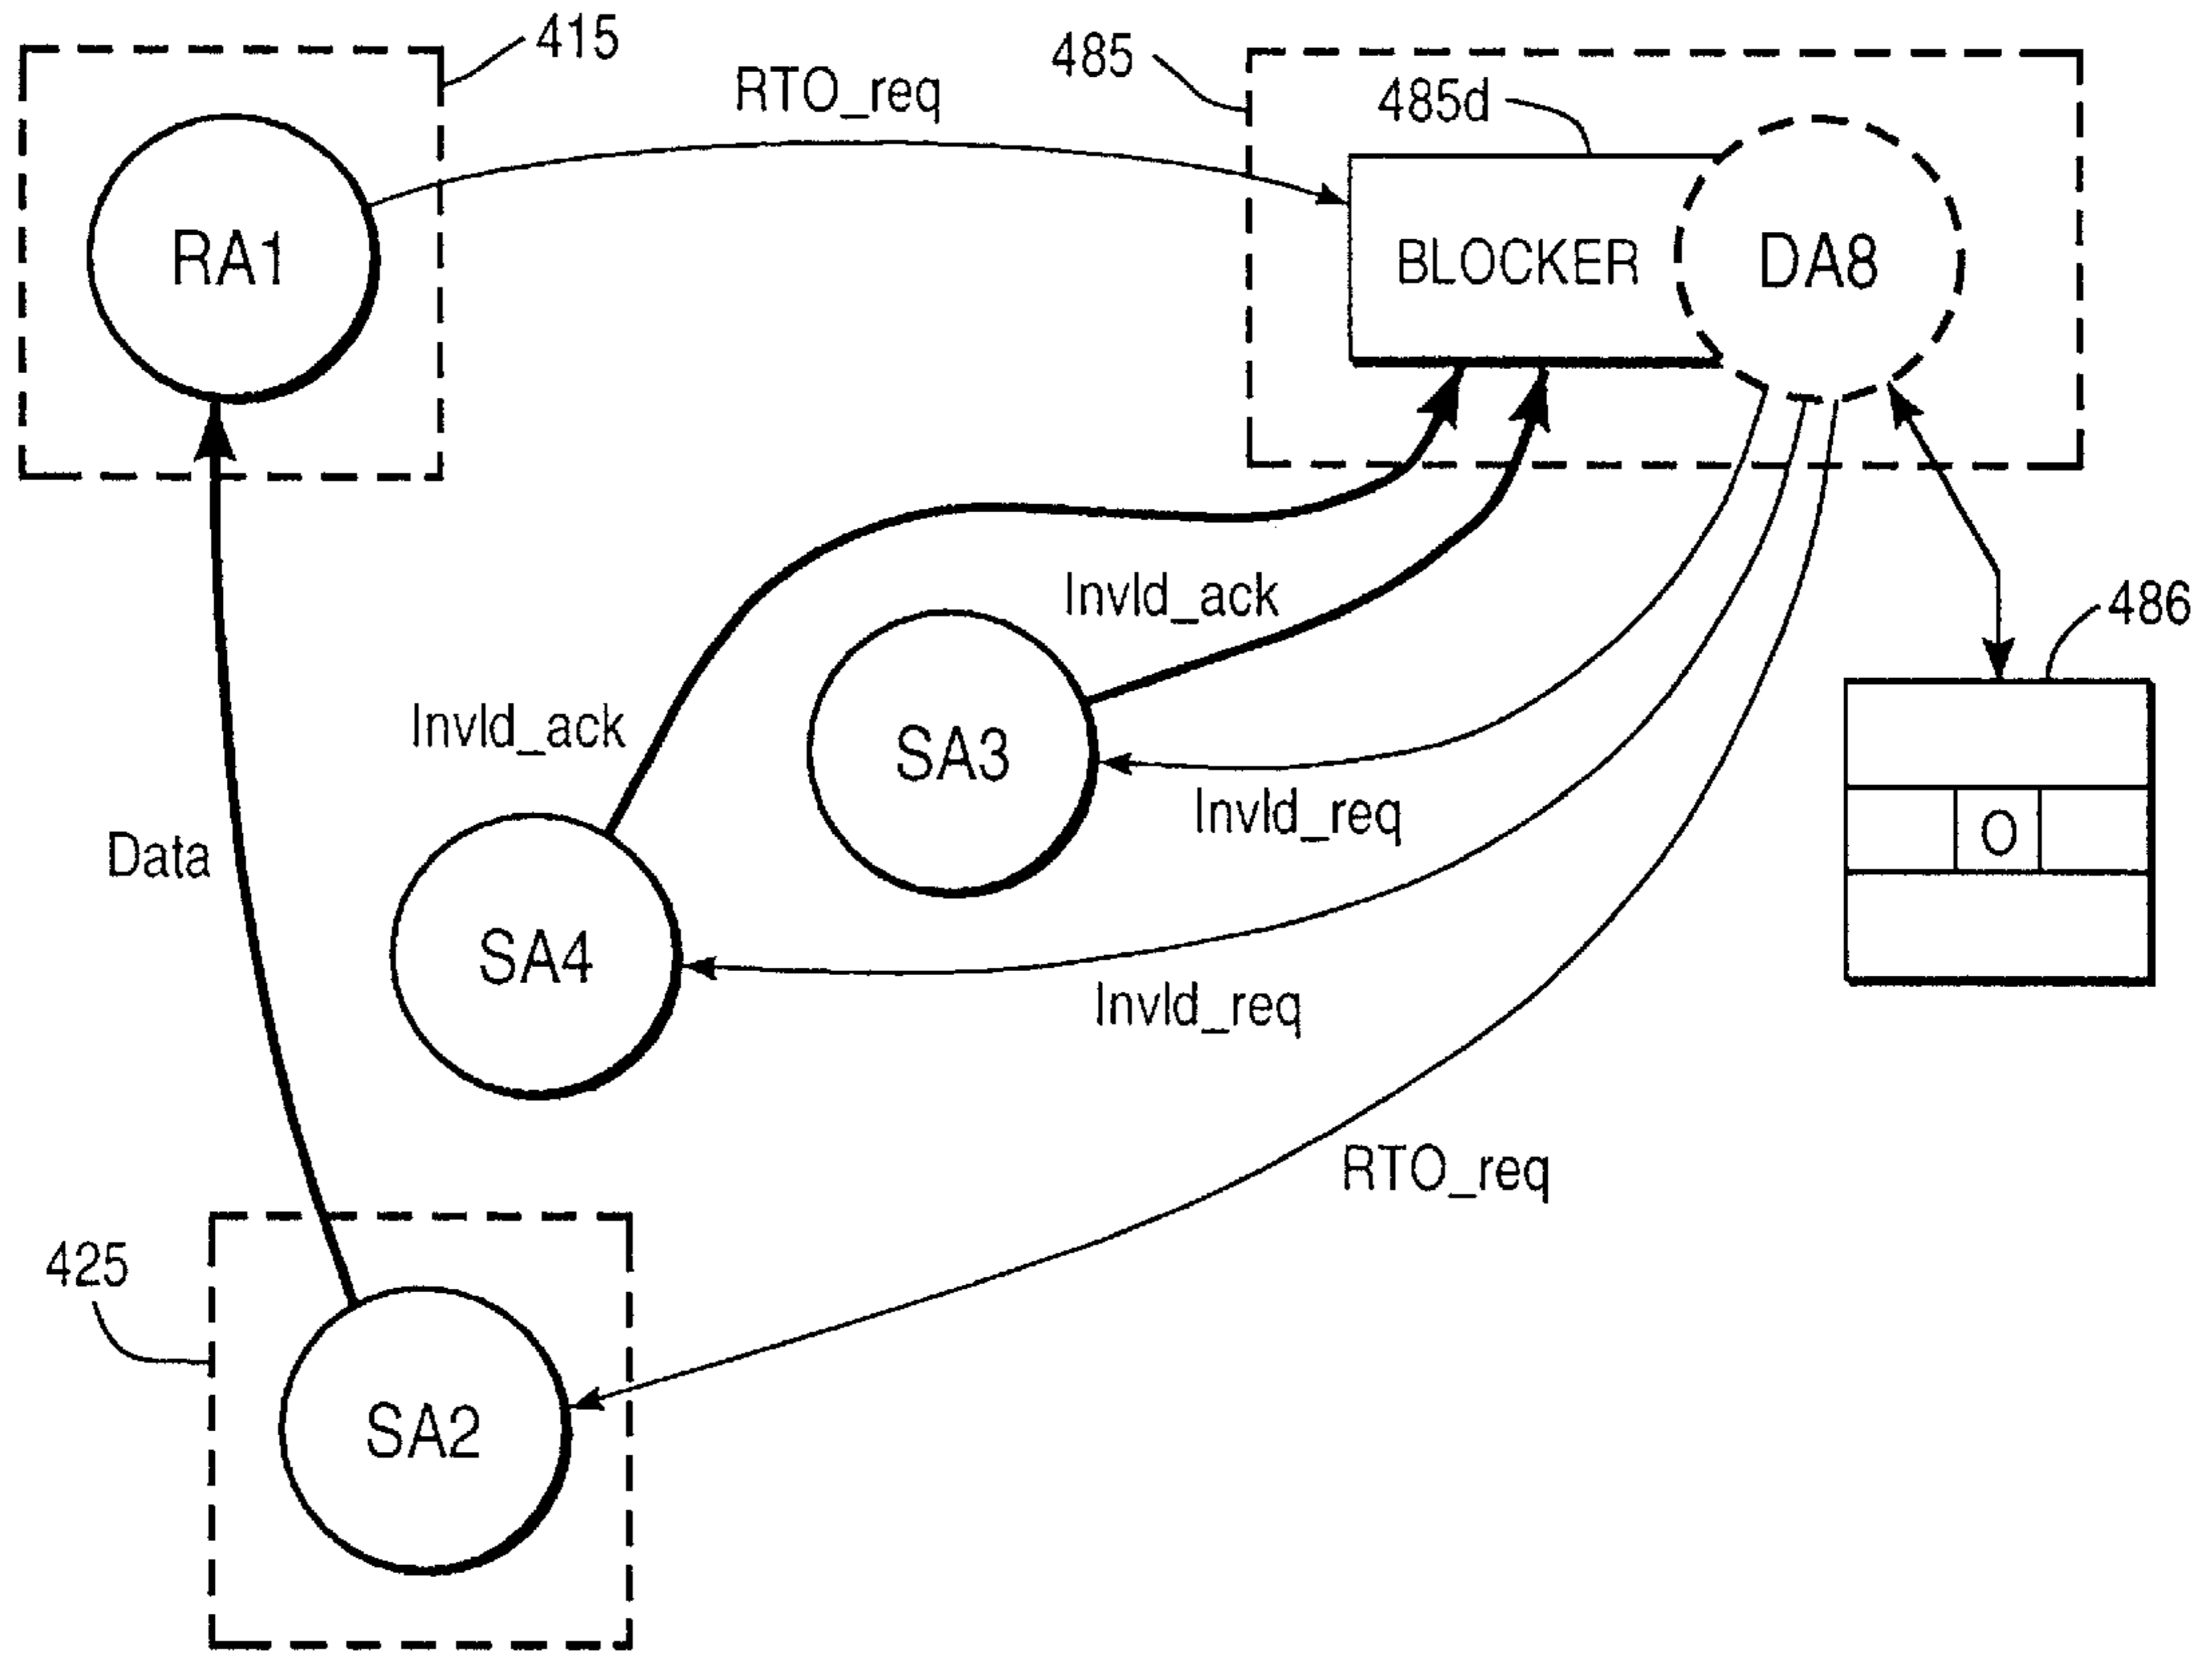 415
RTO_req
485
485d
RA1
BLOCKER
DA8
Invld_ack
486
Invld_ack
SA3
Invld_req
O
Data
SA4
Invld_req
RTO_req
425
SA2